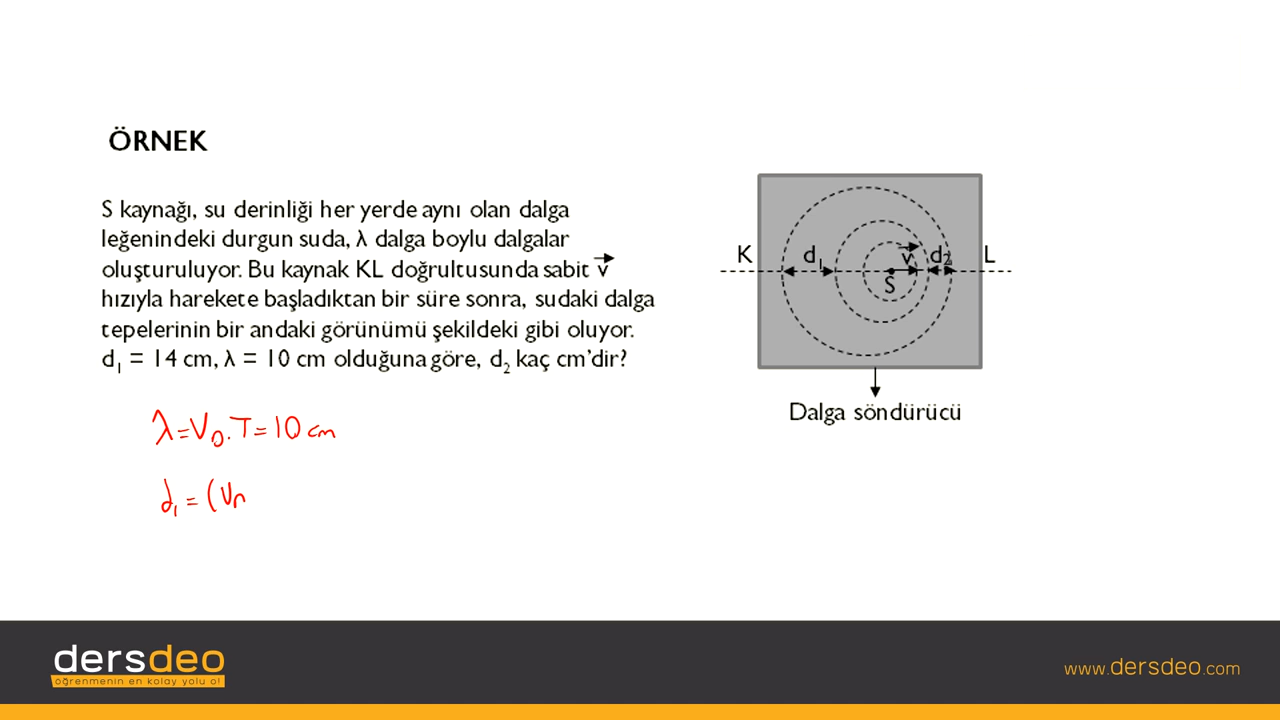 ÖRNEK
S kaynağı, su derinliği her yerde aynı olan dalga
leğenindeki durgun suda, λ dalga boylu dalgalar
oluşturuluyor. Bu kaynak KL doğrultusunda sabit v⃗
hızıyla harekete başladıktan bir süre sonra, sudaki dalga
tepelerinin bir andaki görünümü şekildeki gibi oluyor.
d₁ = 14 cm, λ = 10 cm olduğuna göre, d₂ kaç cm'dir?
K d₁ v⃗ d₂ L
S
Dalga söndürücü
λ = V₀.T = 10 cm
d₁ = (
dersdeo
öğrenmenin en kolay yolu o!
www.dersdeo.com